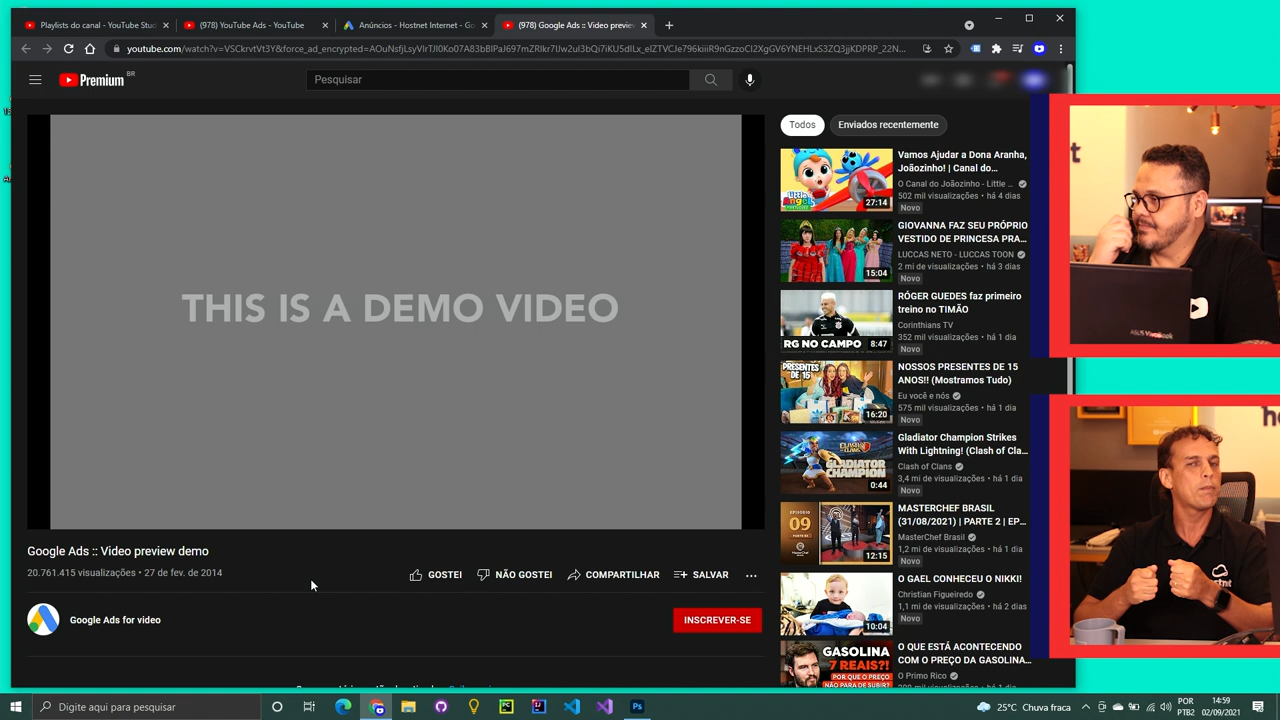 Playlists do canal - YouTube Stu
(978) YouTube Ads - YouTube
Anúncios - Hostnet Internet - Go
(978) Google Ads :: Video previe
Premium BR
Pesquisar
THIS IS A DEMO VIDEO
Google Ads :: Video preview demo
20.761.415 visualizações • 27 de fev. de 2014
GOSTEI
NÃO GOSTEI
COMPARTILHAR
SALVAR
Google Ads for video
INSCREVER-SE
Todos
Enviados recentemente
27:14
Vamos Ajudar a Dona Aranha,
Joãozinho! | Canal do...
O Canal do Joãozinho - Little ...
502 mil visualizações • há 4 dias
Novo
15:04
GIOVANNA FAZ SEU PRÓPRIO
VESTIDO DE PRINCESA PRA...
LUCCAS NETO - LUCCAS TOON
2 mi de visualizações • há 3 dias
Novo
RG NO CAMPO
8:47
RÓGER GUEDES faz primeiro
treino no TIMÃO
Corinthians TV
352 mil visualizações • há 1 dia
Novo
PRESENTES
DE 15
16:20
NOSSOS PRESENTES DE 15
ANOS!! (Mostramos Tudo)
Eu você e nós
575 mil visualizações • há 1 dia
Novo
GLADIATOR
CHAMPION
0:44
Gladiator Champion Strikes
With Lightning! (Clash of Cla...
Clash of Clans
3,4 mi de visualizações • há 1 dia
Novo
EPISÓDIO
09
12:15
MASTERCHEF BRASIL
(31/08/2021) | PARTE 2 | EP...
MasterChef Brasil
1,2 mi de visualizações • há 1 dia
Novo
10:04
O GAEL CONHECEU O NIKKI!
Christian Figueiredo
1,1 mi de visualizações • há 2 dias
Novo
GASOLINA
7 REAIS?!
POR QUE O PREÇO
NÃO PARA DE SUBIR?
O QUE ESTÁ ACONTECENDO
COM O PREÇO DA GASOLINA...
O Primo Rico
Digite aqui para pesquisar
25°C Chuva fraca
POR
PTB2
14:59
02/09/2021